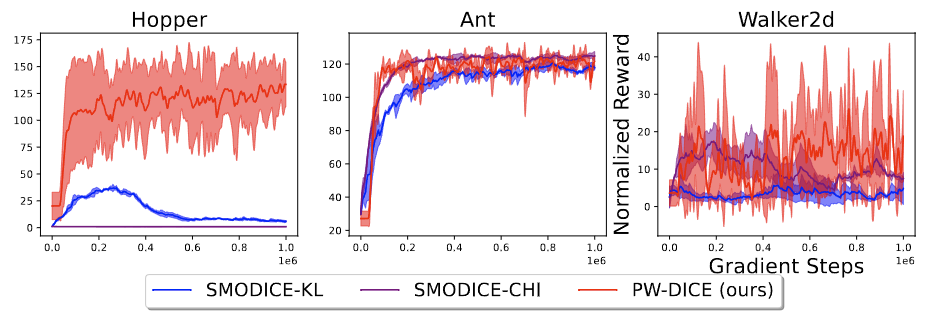 Hopper
175
150
125
100
75
50
25
0
0.0 0.2 0.4 0.6 0.8 1.0
1e6
Ant
120
100
80
60
40
20
0.0 0.2 0.4 0.6 0.8 1.0
1e6
Walker2d
Normalized Reward
40
30
20
10
0
0.0 0.2 0.4 0.6 0.8 1.0
1e6
Gradient Steps
SMODICE-KL SMODICE-CHI PW-DICE (ours)